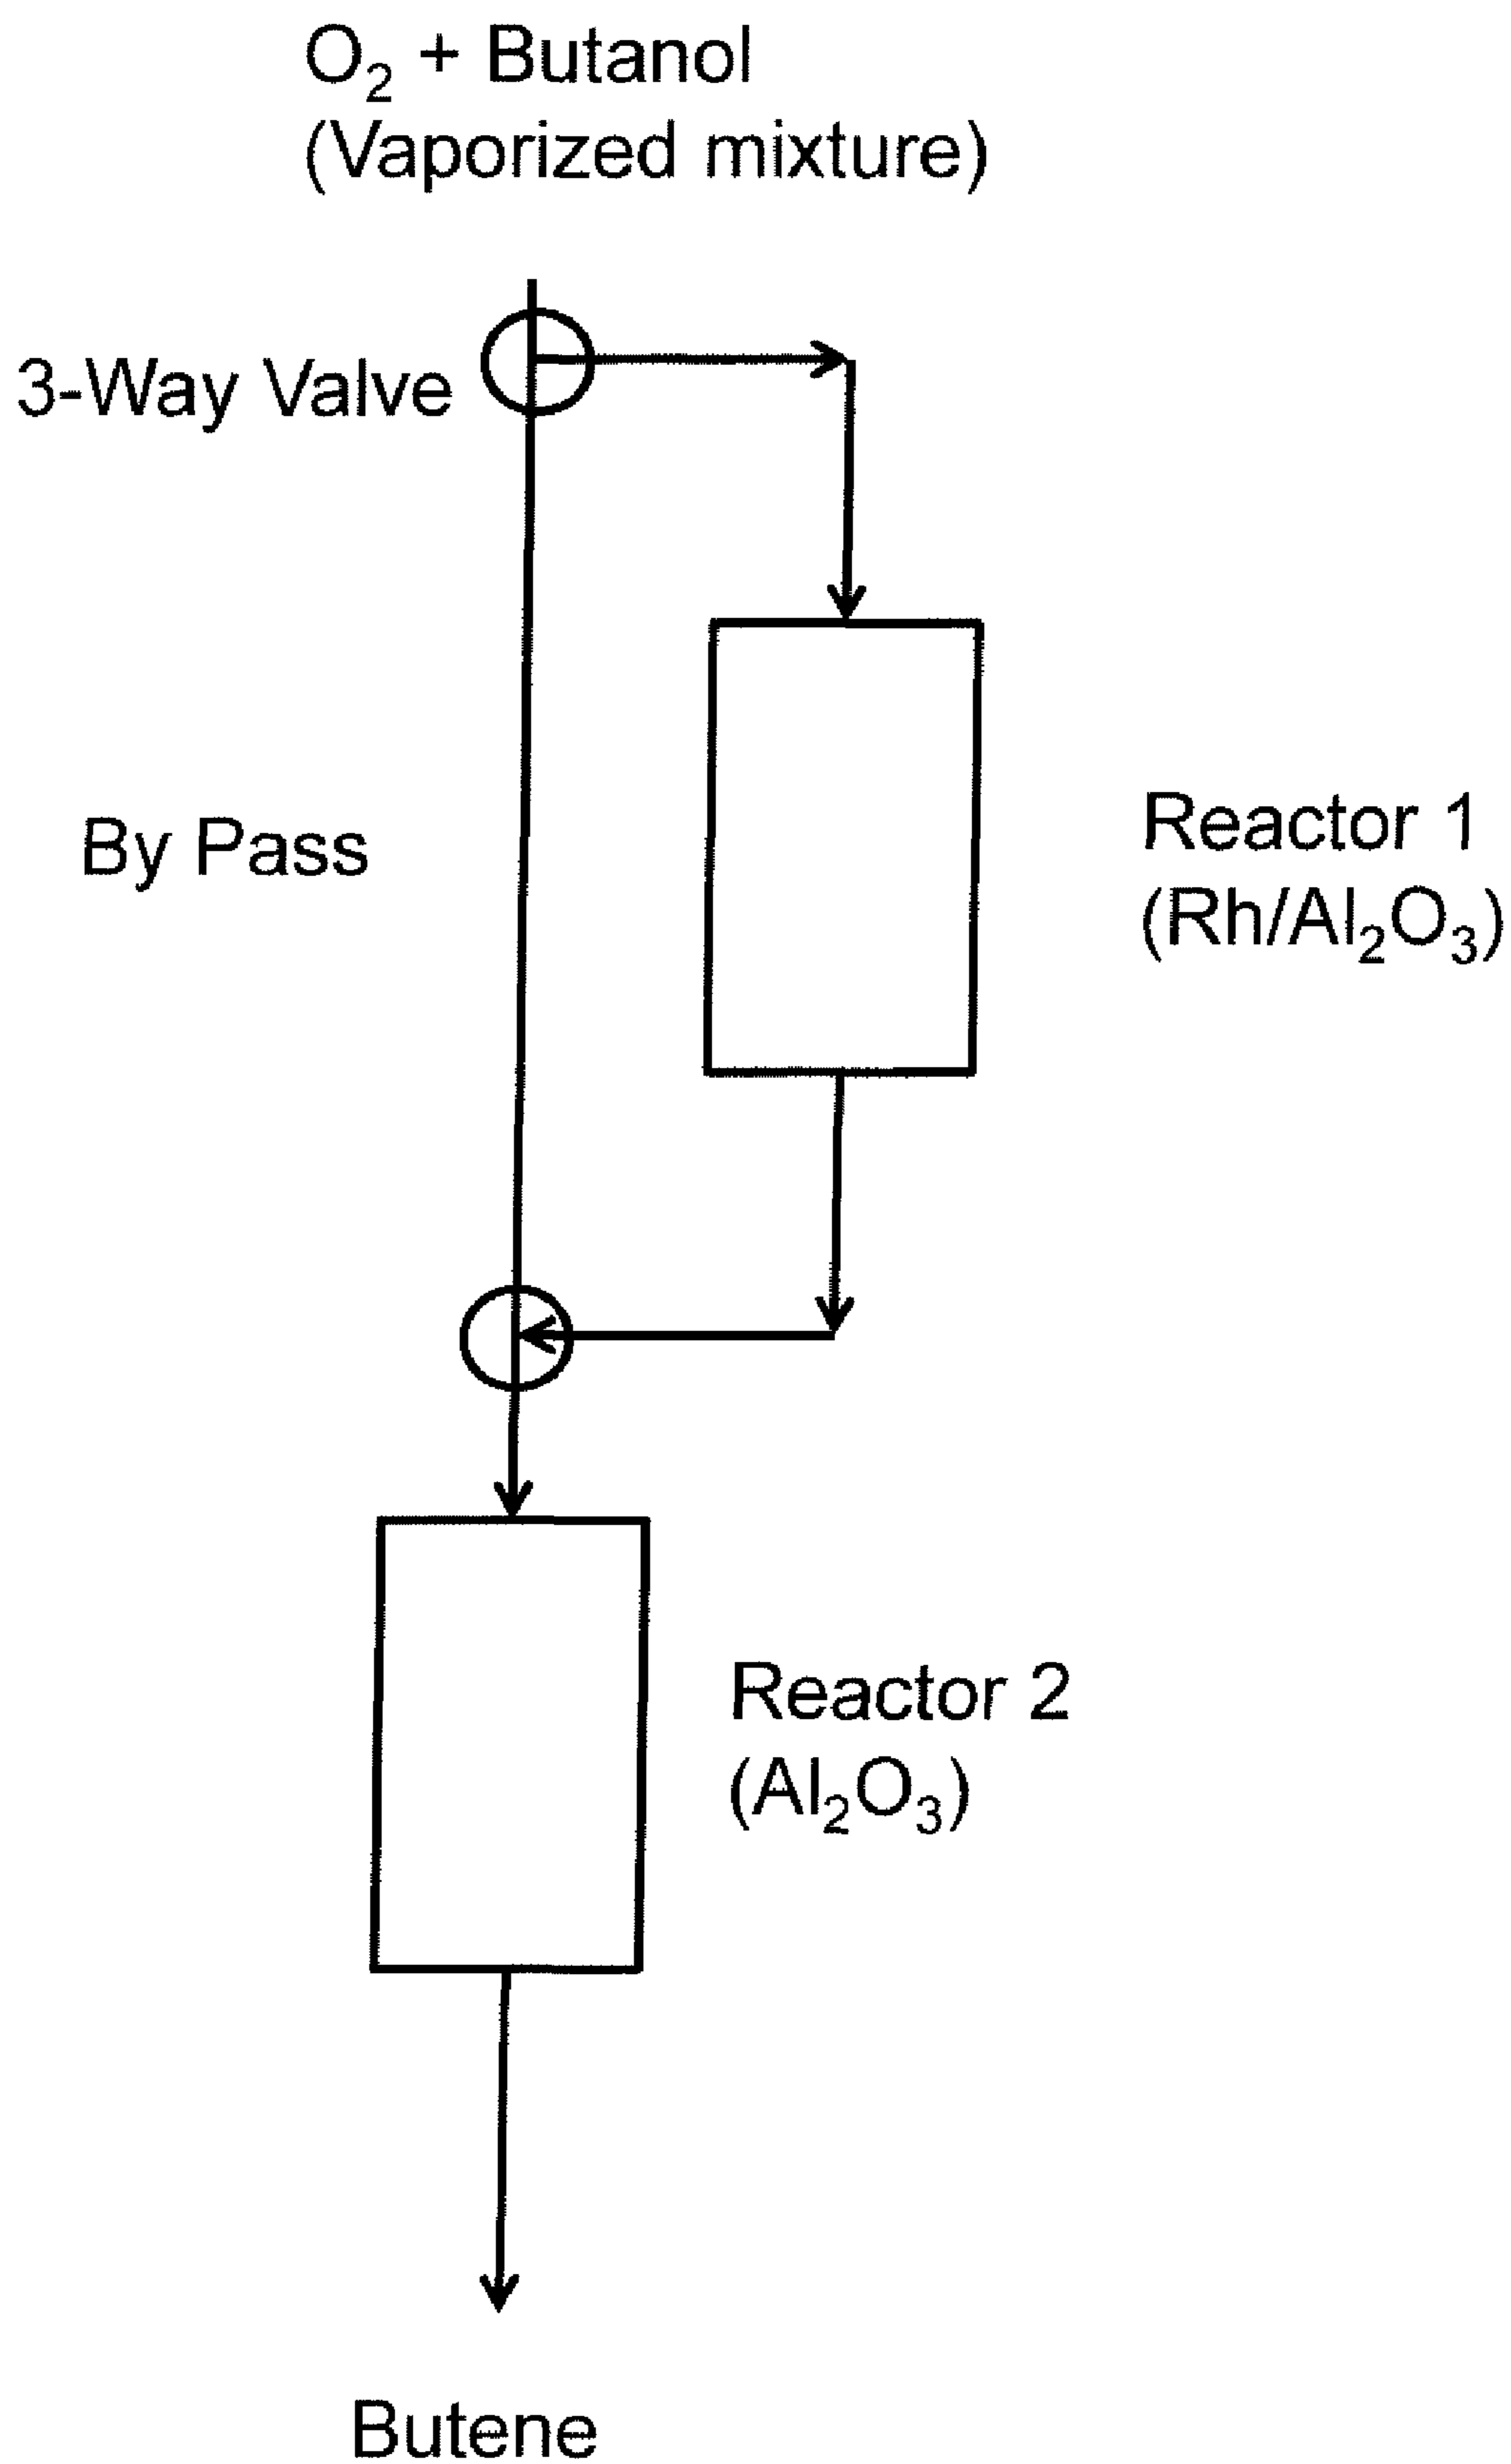 O₂ + Butanol
(Vaporized mixture)
3-Way Valve
By Pass
Reactor 1
(Rh/Al₂O₃)
Reactor 2
(Al₂O₃)
Butene